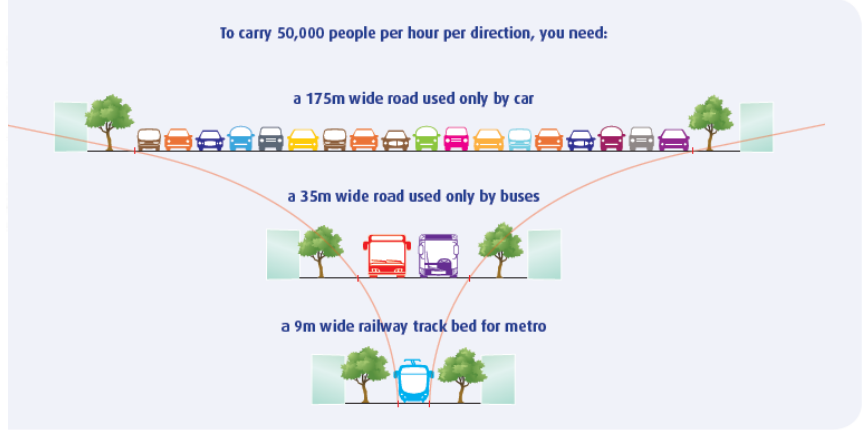 To carry 50,000 people per hour per direction, you need:
a 175m wide road used only by car
a 35m wide road used only by buses
a 9m wide railway track bed for metro